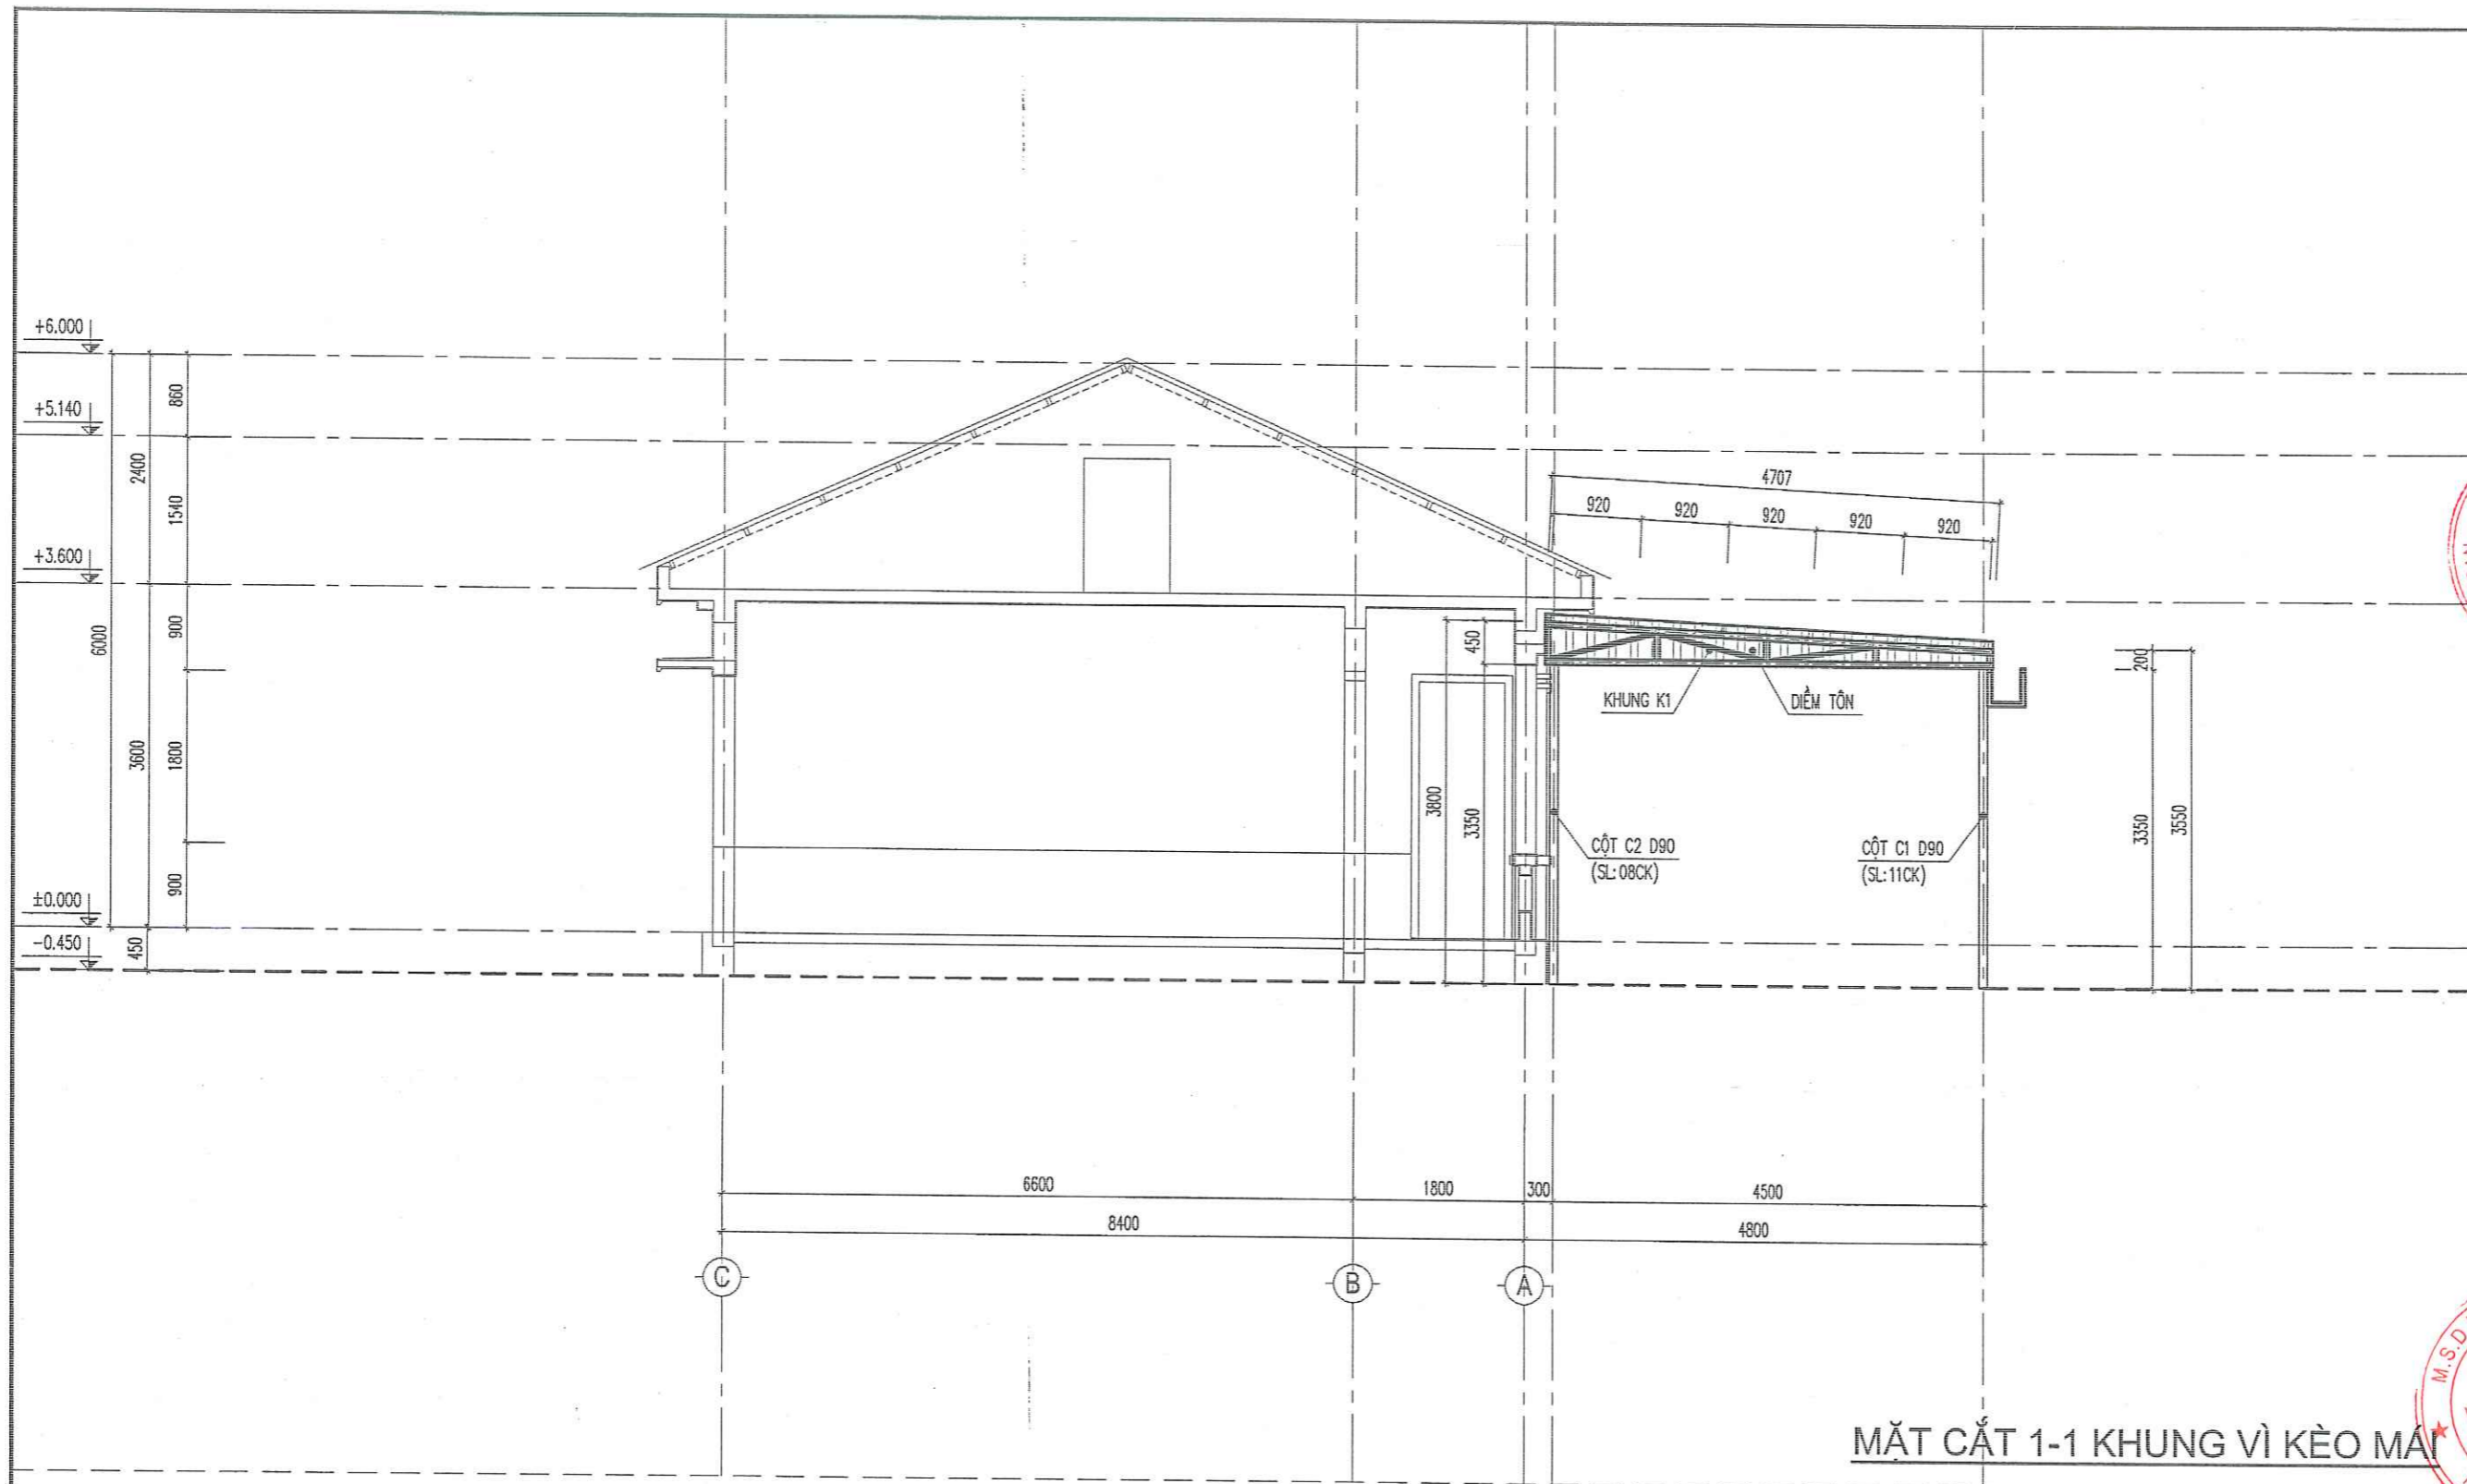 +6.000
+5.140
+3.600
±0.000
-0.450
6000
2400
3600
450
860
1540
900
1800
900
4707
920
920
920
920
920
450
3800
3350
200
3350
3550
KHUNG K1
DIỀM TÔN
CỘT C2 D90
(SL:08CK)
CỘT C1 D90
(SL:11CK)
6600
1800
300
4500
8400
4800
C
B
A
MẶT CẮT 1-1 KHUNG VÌ KÈO MÁI
M.S.D